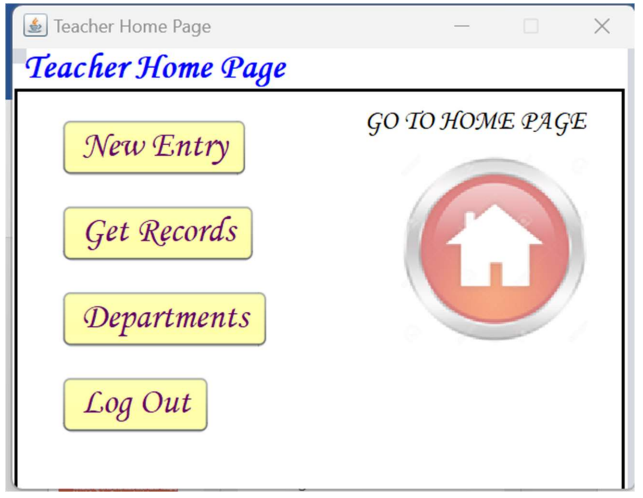 Teacher Home Page
Teacher Home Page
GO TO HOME PAGE
New Entry
Get Records
Departments
Log Out